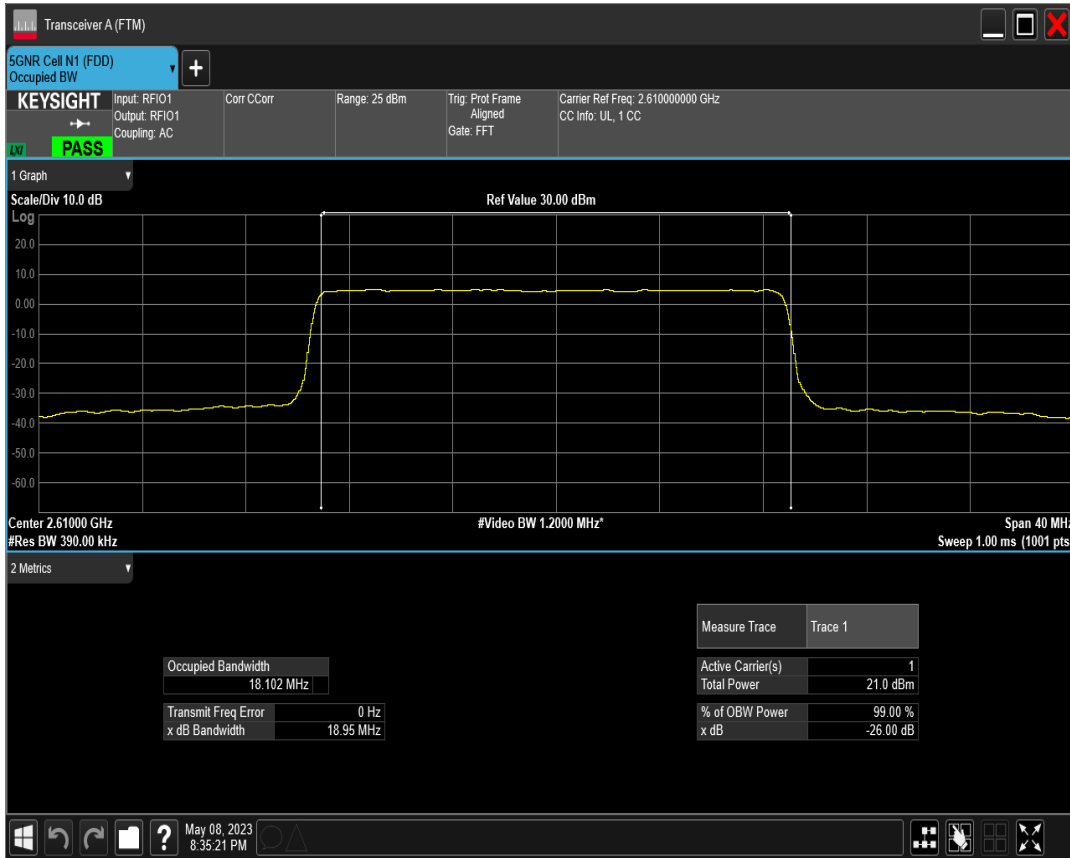 Transceiver A (FTM)
5GNR Cell N1 (FDD)
Occupied BW
+
KEYSIGHT
LXI
PASS
Input: RFIO1
Output: RFIO1
Coupling: AC
Corr CCorr
Range: 25 dBm
Trig: Prot Frame
Aligned
Gate: FFT
Carrier Ref Freq: 2.610000000 GHz
CC Info: UL, 1 CC
1 Graph
Scale/Div 10.0 dB
Ref Value 30.00 dBm
Log
20.0
10.0
0.00
-10.0
-20.0
-30.0
-40.0
-50.0
-60.0
Center 2.61000 GHz
#Video BW 1.2000 MHz*
Span 40 MHz
#Res BW 390.00 kHz
Sweep 1.00 ms (1001 pts
2 Metrics
Measure Trace Trace 1
Occupied Bandwidth
18.102 MHz
Active Carrier(s) 1
Total Power 21.0 dBm
Transmit Freq Error 0 Hz
x dB Bandwidth 18.95 MHz
% of OBW Power 99.00 %
x dB -26.00 dB
?
May 08, 2023
8:35:21 PM